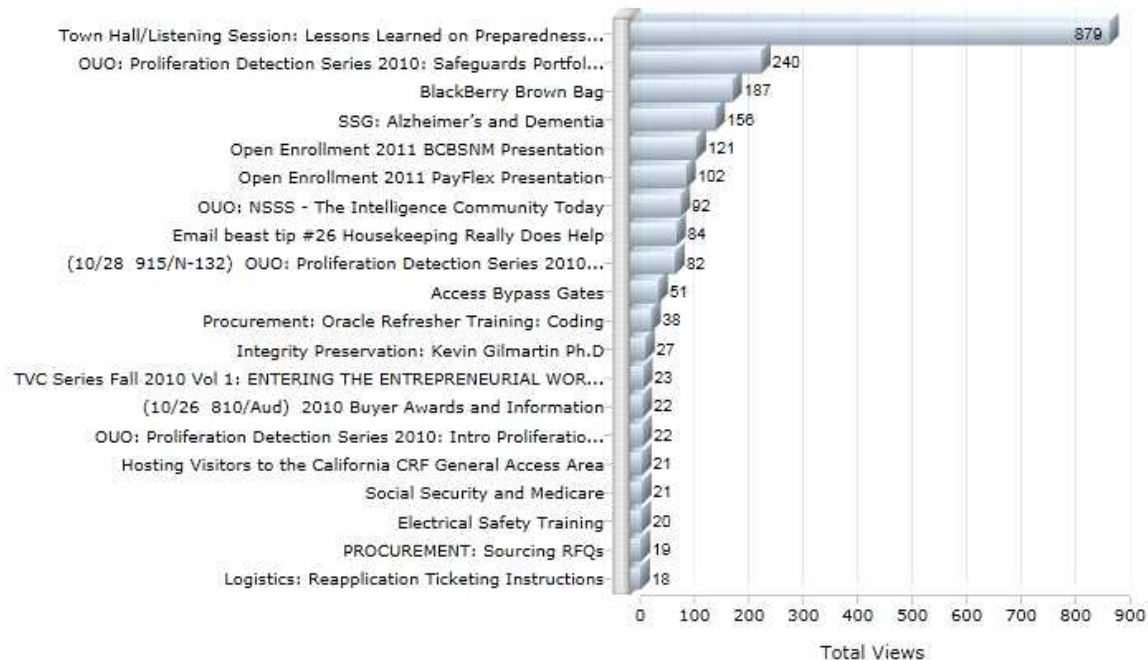 Town Hall/Listening Session: Lessons Learned on Preparedness... 879
OUO: Proliferation Detection Series 2010: Safeguards Portfol... 240
BlackBerry Brown Bag 187
SSG: Alzheimer's and Dementia 156
Open Enrollment 2011 BCBSNM Presentation 121
Open Enrollment 2011 PayFlex Presentation 102
OUO: NSSS - The Intelligence Community Today 92
Email beast tip #26 Housekeeping Really Does Help 84
(10/28 915/N-132) OUO: Proliferation Detection Series 2010... 82
Access Bypass Gates 51
Procurement: Oracle Refresher Training: Coding 38
Integrity Preservation: Kevin Gilmartin Ph.D 27
TVC Series Fall 2010 Vol 1: ENTERING THE ENTREPRENEURIAL WOR... 23
(10/26 810/Aud) 2010 Buyer Awards and Information 22
OUO: Proliferation Detection Series 2010: Intro Proliferatio... 22
Hosting Visitors to the California CRF General Access Area 21
Social Security and Medicare 21
Electrical Safety Training 20
PROCUREMENT: Sourcing RFQs 19
Logistics: Reapplication Ticketing Instructions 18
0 100 200 300 400 500 600 700 800 900
Total Views